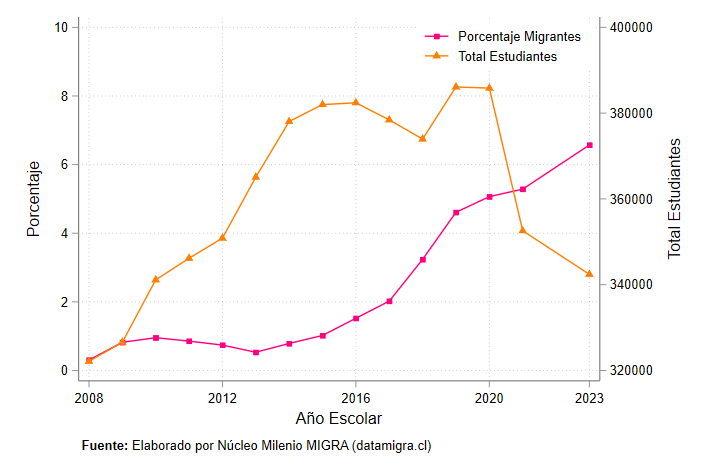 10
8
6
4
2
0
Porcentaje
400000
380000
360000
340000
320000
Total Estudiantes
Porcentaje Migrantes
Total Estudiantes
2008
2012
2016
2020
2023
Año Escolar
Fuente: Elaborado por Núcleo Milenio MIGRA (datamigra.cl)